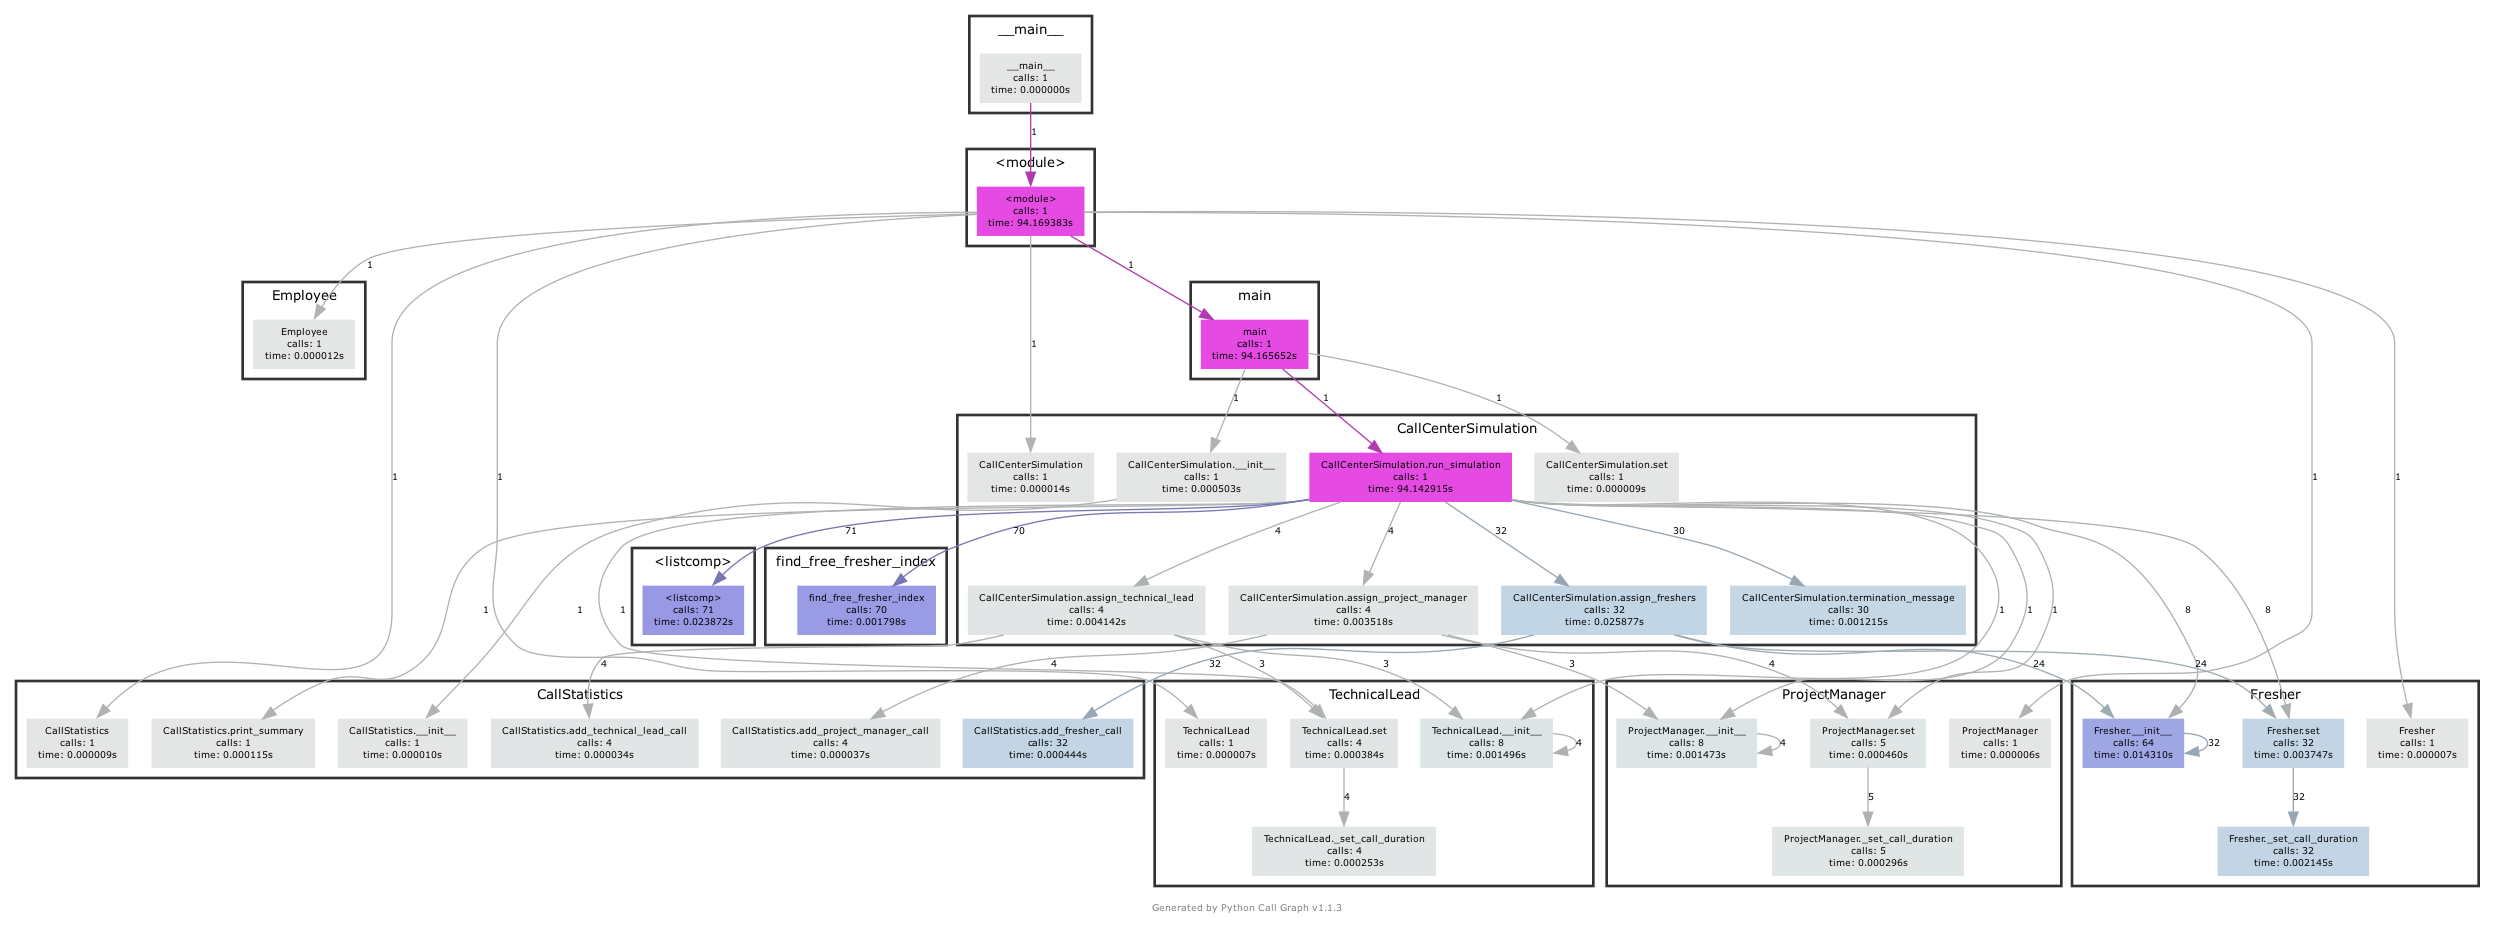 __main__
__main__
calls: 1
time: 0.000000s
1
<module>
<module>
calls: 1
time: 94.169383s
1
1
Employee
Employee
calls: 1
time: 0.000012s
main
main
calls: 1
time: 94.165652s
1
1
1
1
CallCenterSimulation
CallCenterSimulation
calls: 1
time: 0.000014s
CallCenterSimulation.__init__
calls: 1
time: 0.000503s
CallCenterSimulation.run_simulation
calls: 1
time: 94.142915s
CallCenterSimulation.set
calls: 1
time: 0.000009s
1
1
1
1
71
70
4
4
32
30
<listcomp>
<listcomp>
calls: 71
time: 0.023872s
find_free_fresher_index
find_free_fresher_index
calls: 70
time: 0.001798s
CallCenterSimulation.assign_technical_lead
calls: 4
time: 0.004142s
CallCenterSimulation.assign_project_manager
calls: 4
time: 0.003518s
CallCenterSimulation.assign_freshers
calls: 32
time: 0.025877s
CallCenterSimulation.termination_message
calls: 30
time: 0.001215s
1
1
1
1
1
1
8
8
4
4
32
3
3
3
4
24
24
CallStatistics
CallStatistics
calls: 1
time: 0.000009s
CallStatistics.print_summary
calls: 1
time: 0.000115s
CallStatistics.__init__
calls: 1
time: 0.000010s
CallStatistics.add_technical_lead_call
calls: 4
time: 0.000034s
CallStatistics.add_project_manager_call
calls: 4
time: 0.000037s
CallStatistics.add_fresher_call
calls: 32
time: 0.000444s
TechnicalLead
TechnicalLead
calls: 1
time: 0.000007s
TechnicalLead.set
calls: 4
time: 0.000384s
TechnicalLead.__init__
calls: 8
time: 0.001496s
4
4
TechnicalLead._set_call_duration
calls: 4
time: 0.000253s
ProjectManager
ProjectManager.__init__
calls: 8
time: 0.001473s
4
ProjectManager.set
calls: 5
time: 0.000460s
ProjectManager
calls: 1
time: 0.000006s
5
ProjectManager._set_call_duration
calls: 5
time: 0.000296s
Fresher
Fresher.__init__
calls: 64
time: 0.014310s
32
Fresher.set
calls: 32
time: 0.003747s
Fresher
calls: 1
time: 0.000007s
32
Fresher._set_call_duration
calls: 32
time: 0.002145s
Generated by Python Call Graph v1.1.3